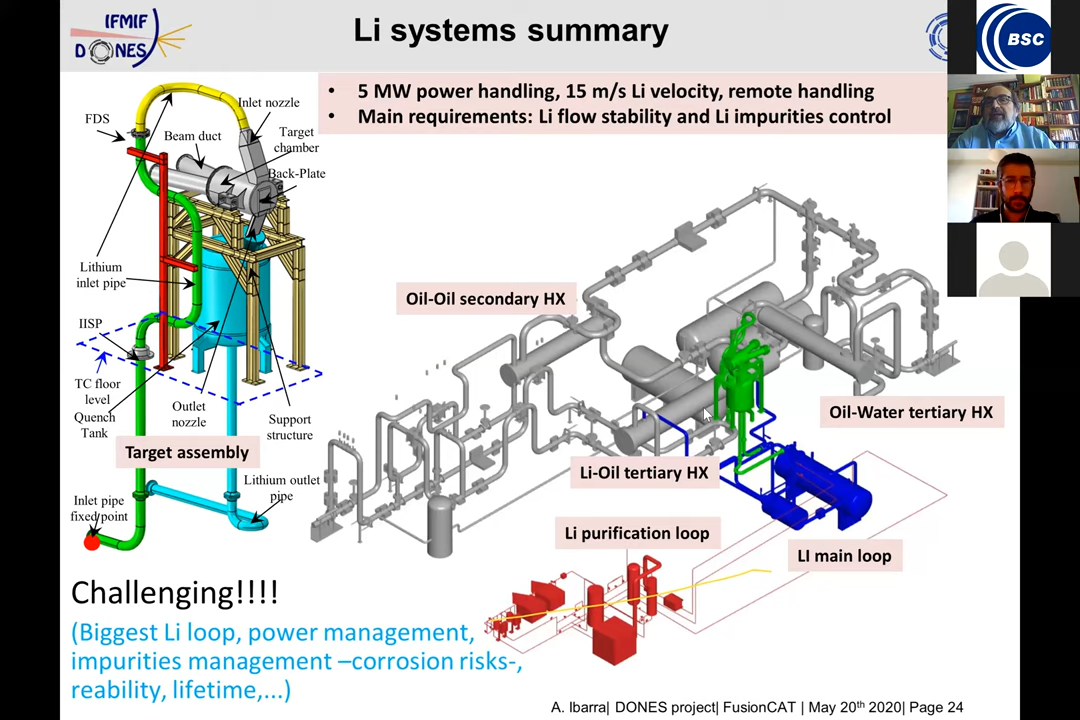 IFMIF
DONES
Li systems summary
BSC
• 5 MW power handling, 15 m/s Li velocity, remote handling
• Main requirements: Li flow stability and Li impurities control
FDS
Inlet nozzle
Beam duct
Target
chamber
Back-Plate
Lithium
inlet pipe
IISP
TC floor
level
Quench
Tank
Outlet
nozzle
Support
structure
Target assembly
Lithium outlet
pipe
Inlet pipe
fixed point
Oil-Oil secondary HX
Oil-Water tertiary HX
Li-Oil tertiary HX
Li purification loop
LI main loop
Challenging!!!!
(Biggest Li loop, power management,
impurities management –corrosion risks-,
reability, lifetime,...)
A. Ibarra| DONES project| FusionCAT | May 20th 2020| Page 24